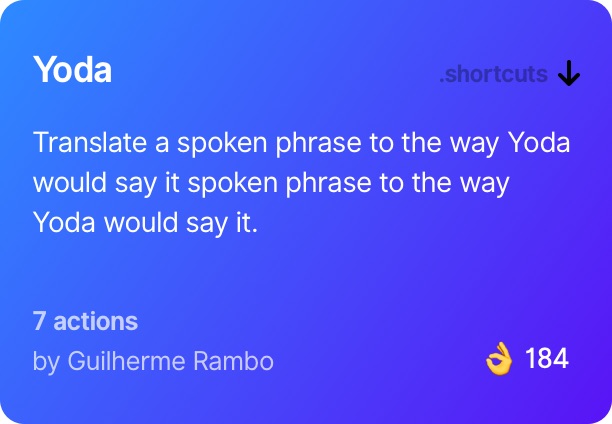 Yoda
.shortcuts
Translate a spoken phrase to the way Yoda
would say it spoken phrase to the way
Yoda would say it.
7 actions
by Guilherme Rambo
👌 184